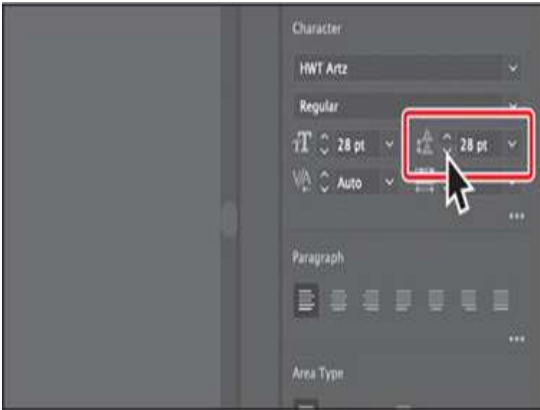 Character
HWT Artz
Regular
28 pt 28 pt
Auto
Paragraph
Area Type